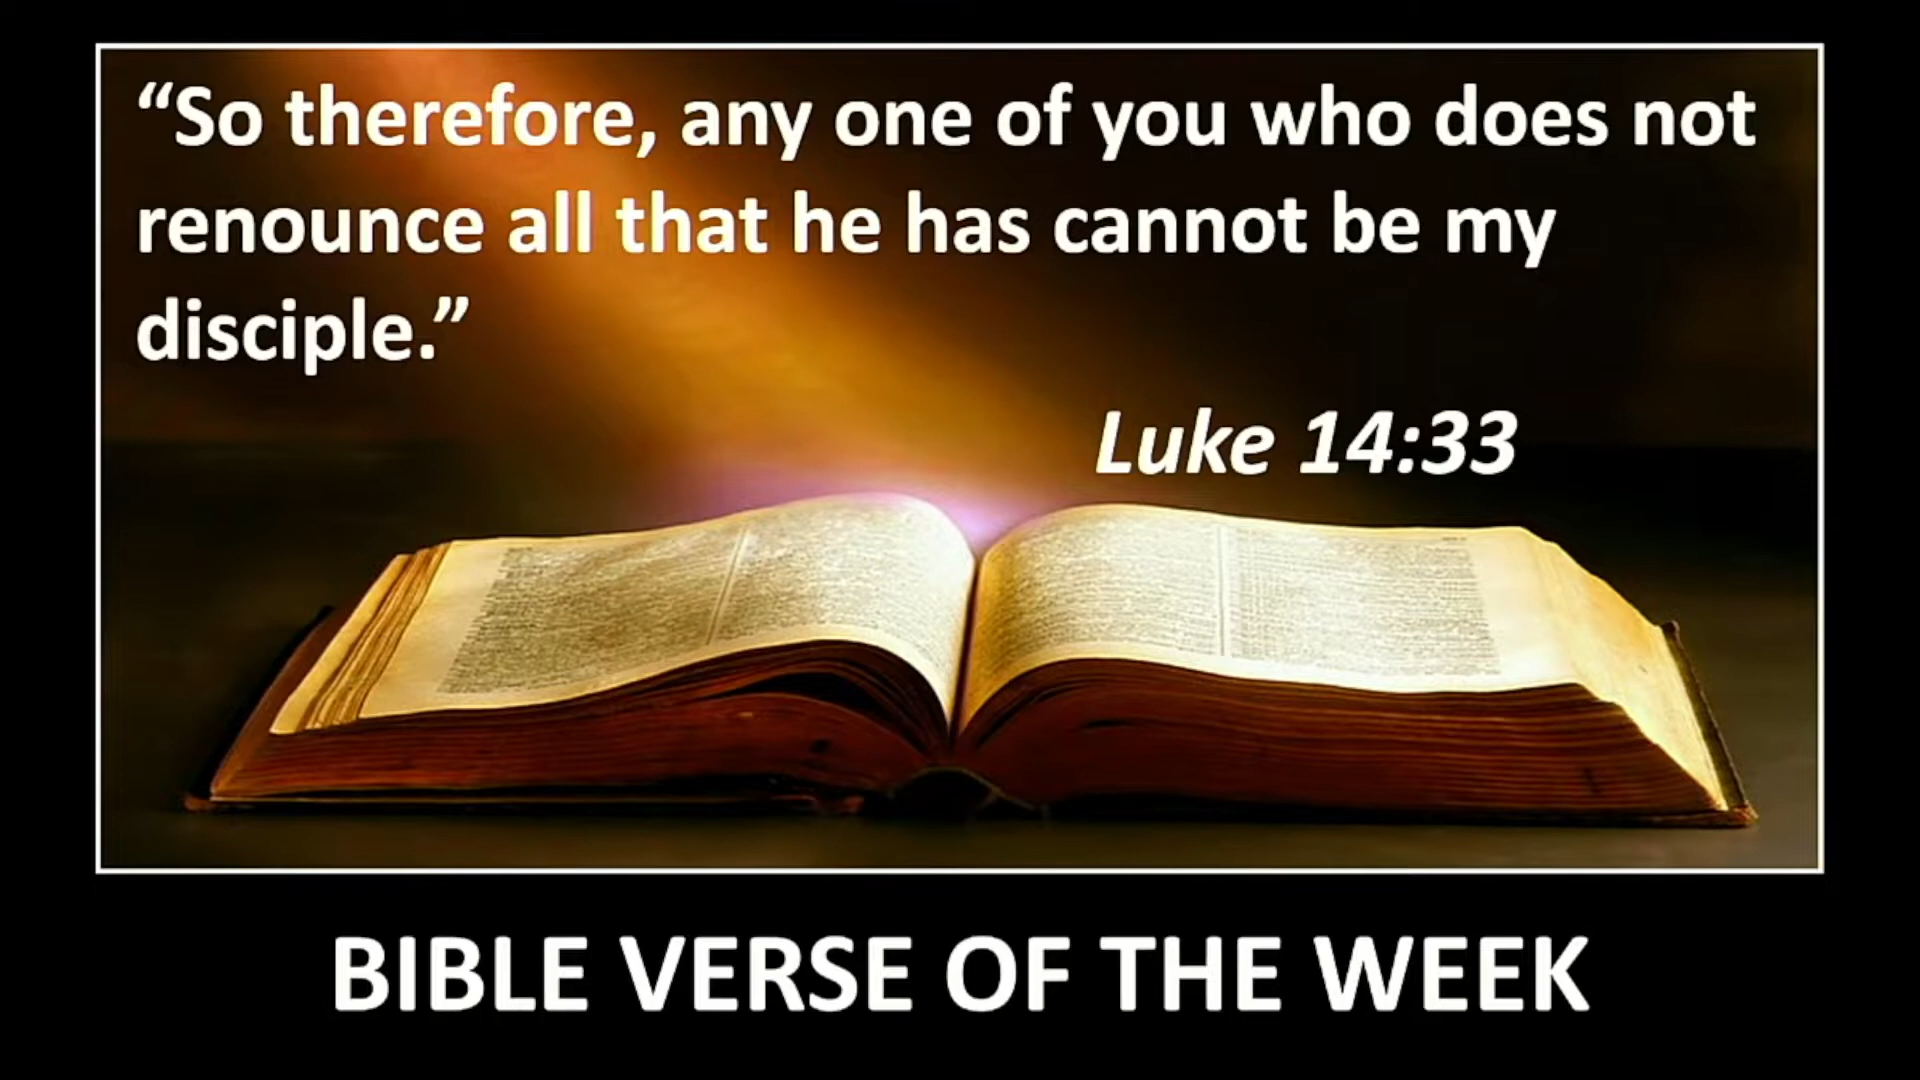 “So therefore, any one of you who does not
renounce all that he has cannot be my
disciple.”
Luke 14:33
BIBLE VERSE OF THE WEEK